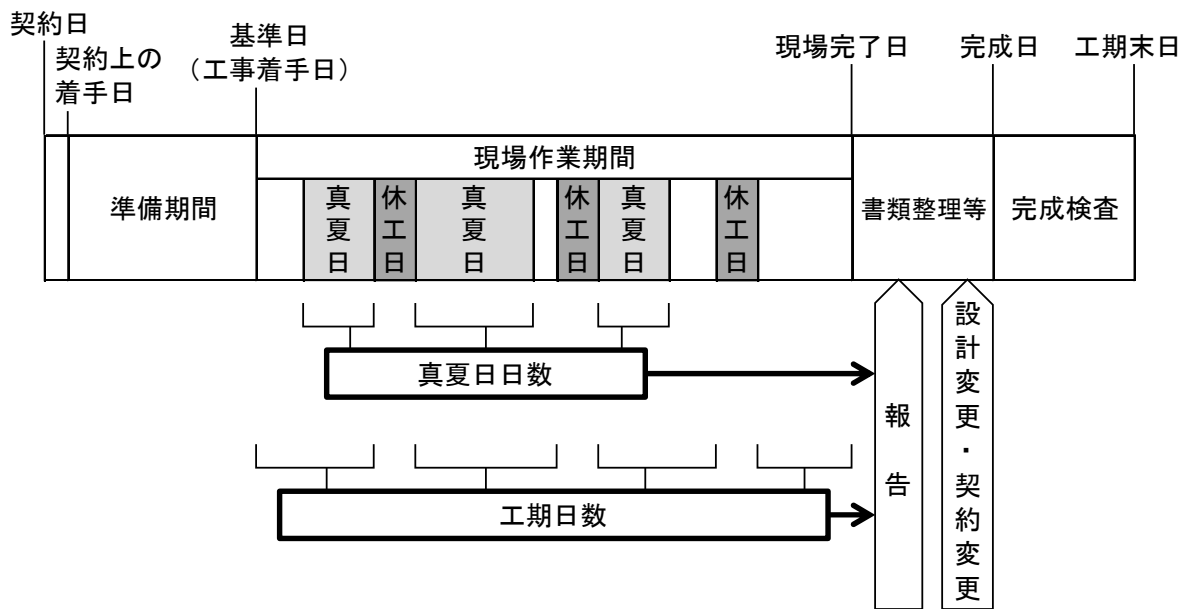 契約日
契約上の
着手日
基準日
(工事着手日)
現場完了日
完成日
工期末日
準備期間
現場作業期間
真夏日
休工日
真夏日
休工日
真夏日
休工日
書類整理等
完成検査
真夏日日数
工期日数
報告
設計変更・契約変更